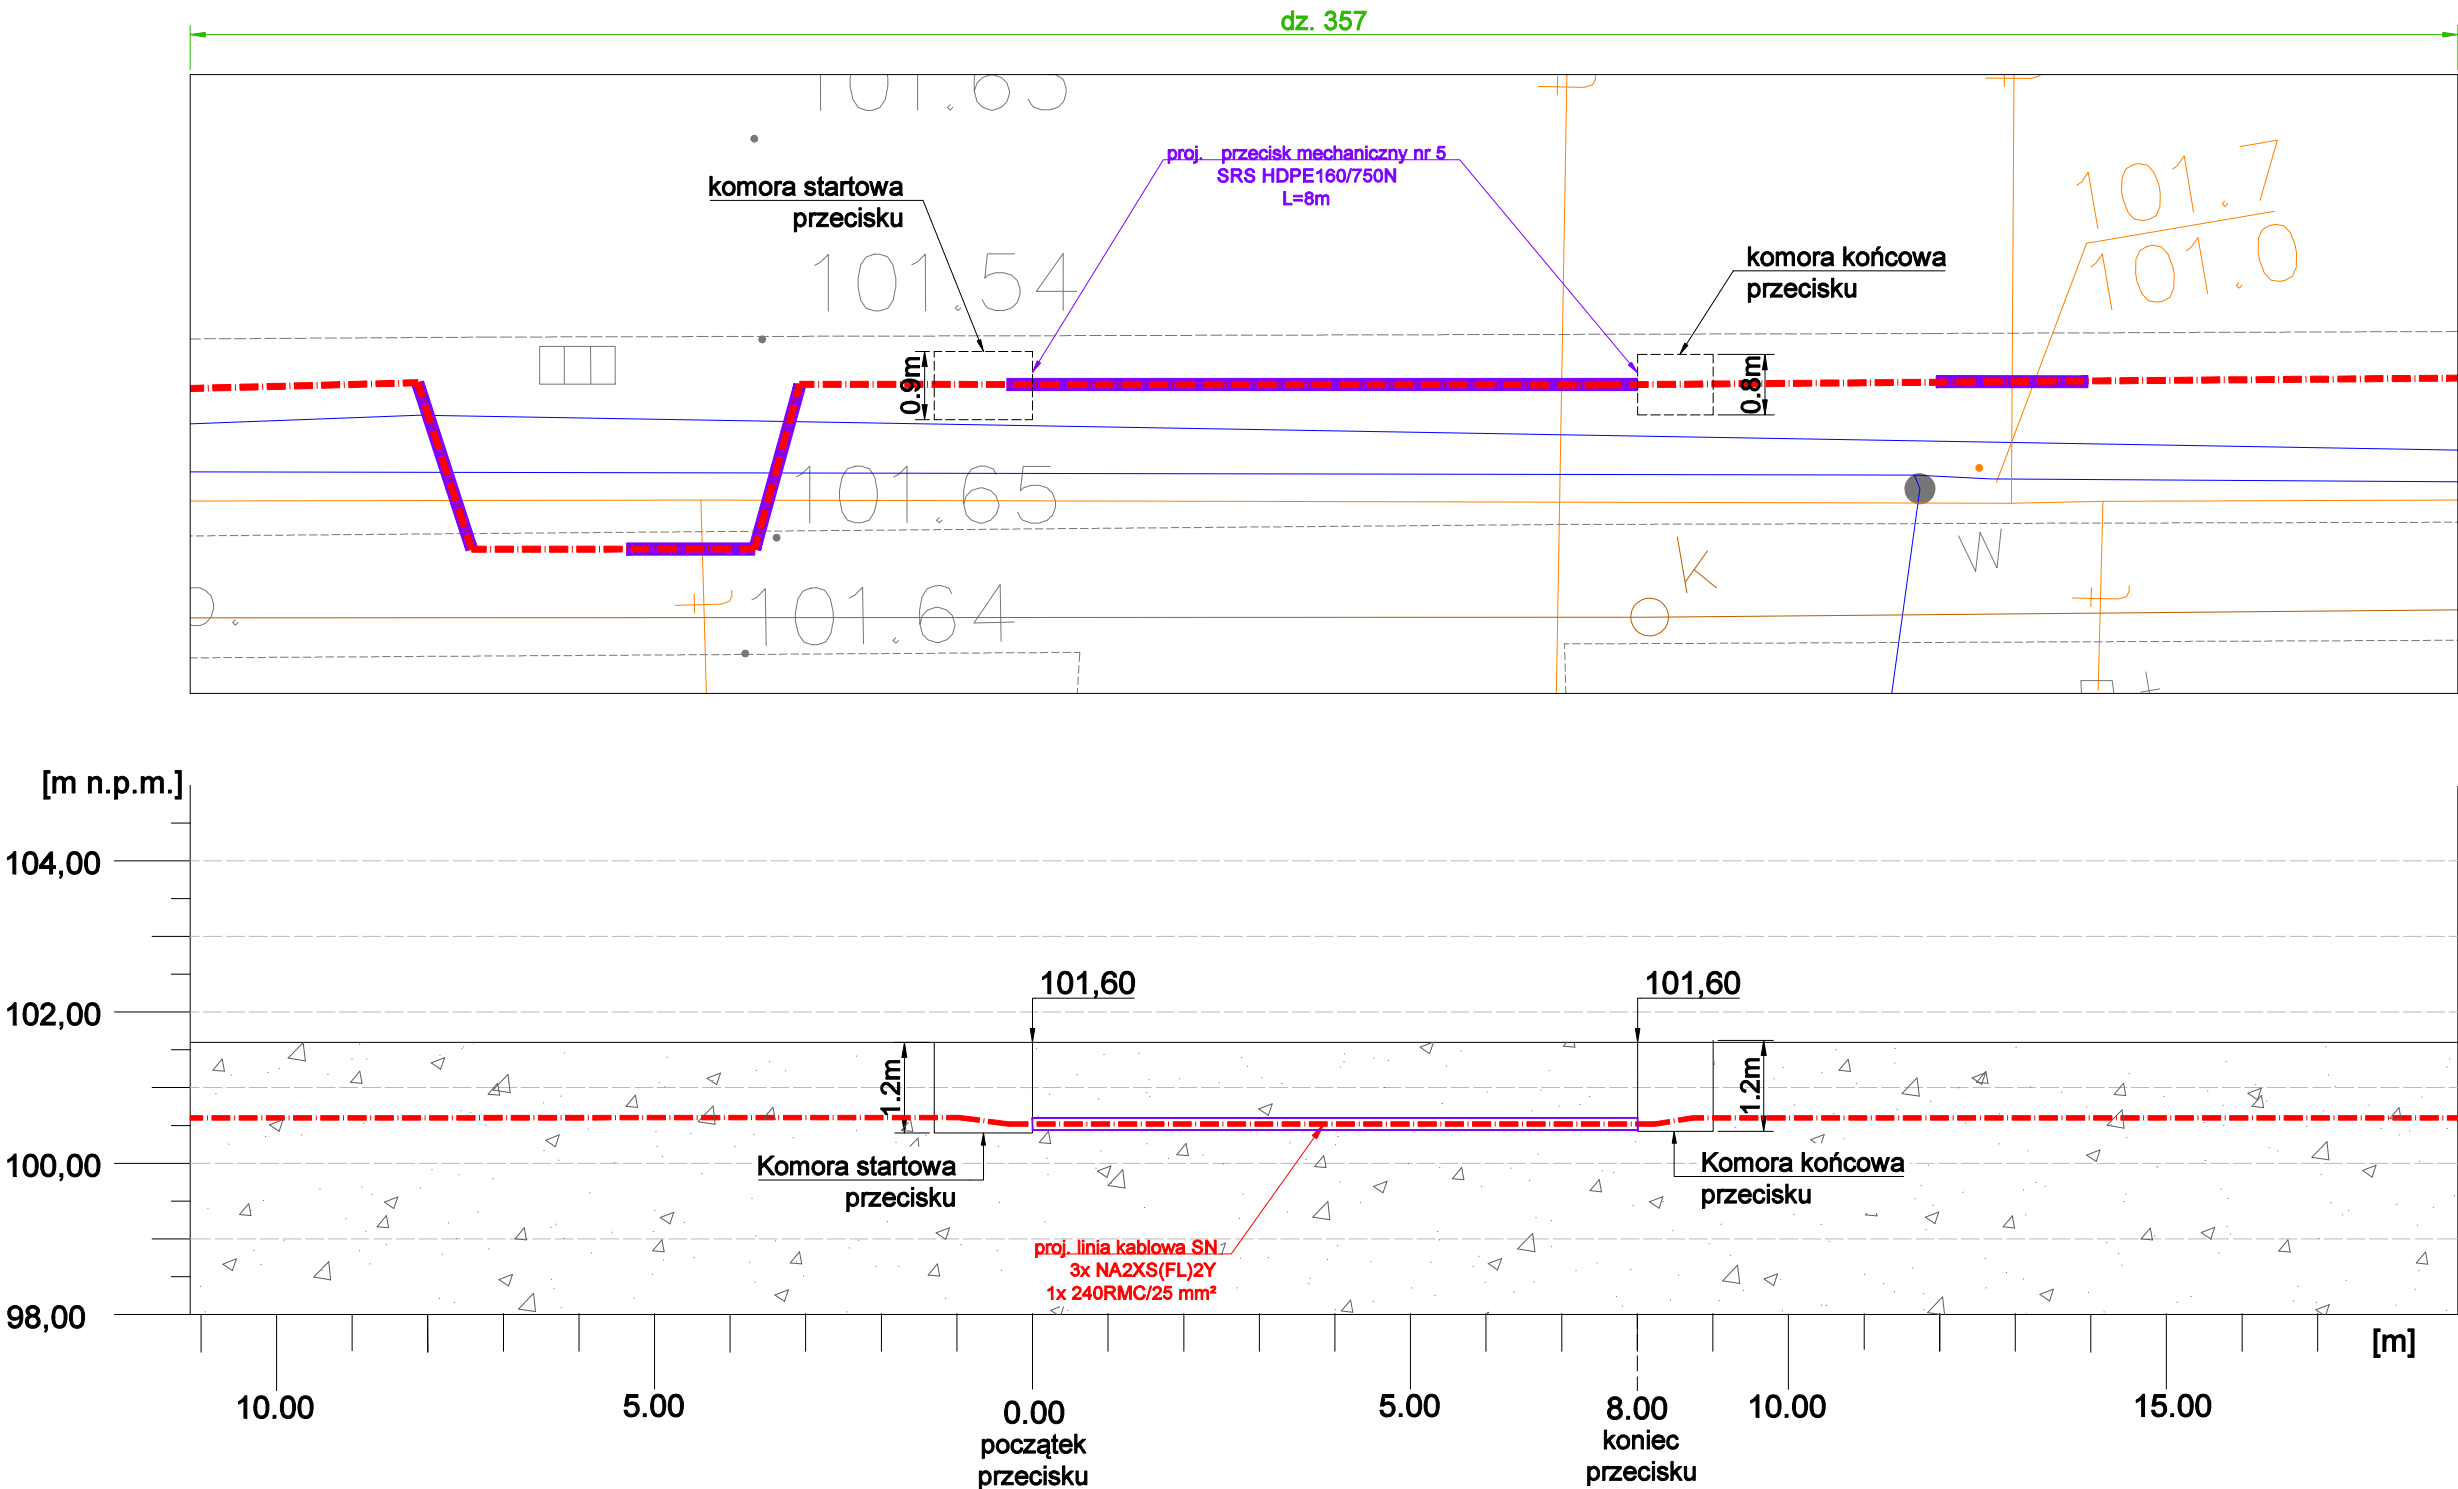 dz. 357
101.65
proj. przecisk mechaniczny nr 5
SRS HDPE160/750N
L=8m
komora startowa
przecisku
101.7
101.0
101.54
komora końcowa
przecisku
0.9m
0.8m
101.65
k
w
101.64
t
t
[m n.p.m.]
104,00
102,00
100,00
98,00
101,60
101,60
1.2m
1.2m
Komora startowa
przecisku
Komora końcowa
przecisku
proj. linia kablowa SN
3x NA2XS(FL)2Y
1x 240RMC/25 mm²
[m]
10.00
5.00
0.00
początek
przecisku
5.00
8.00
koniec
przecisku
10.00
15.00